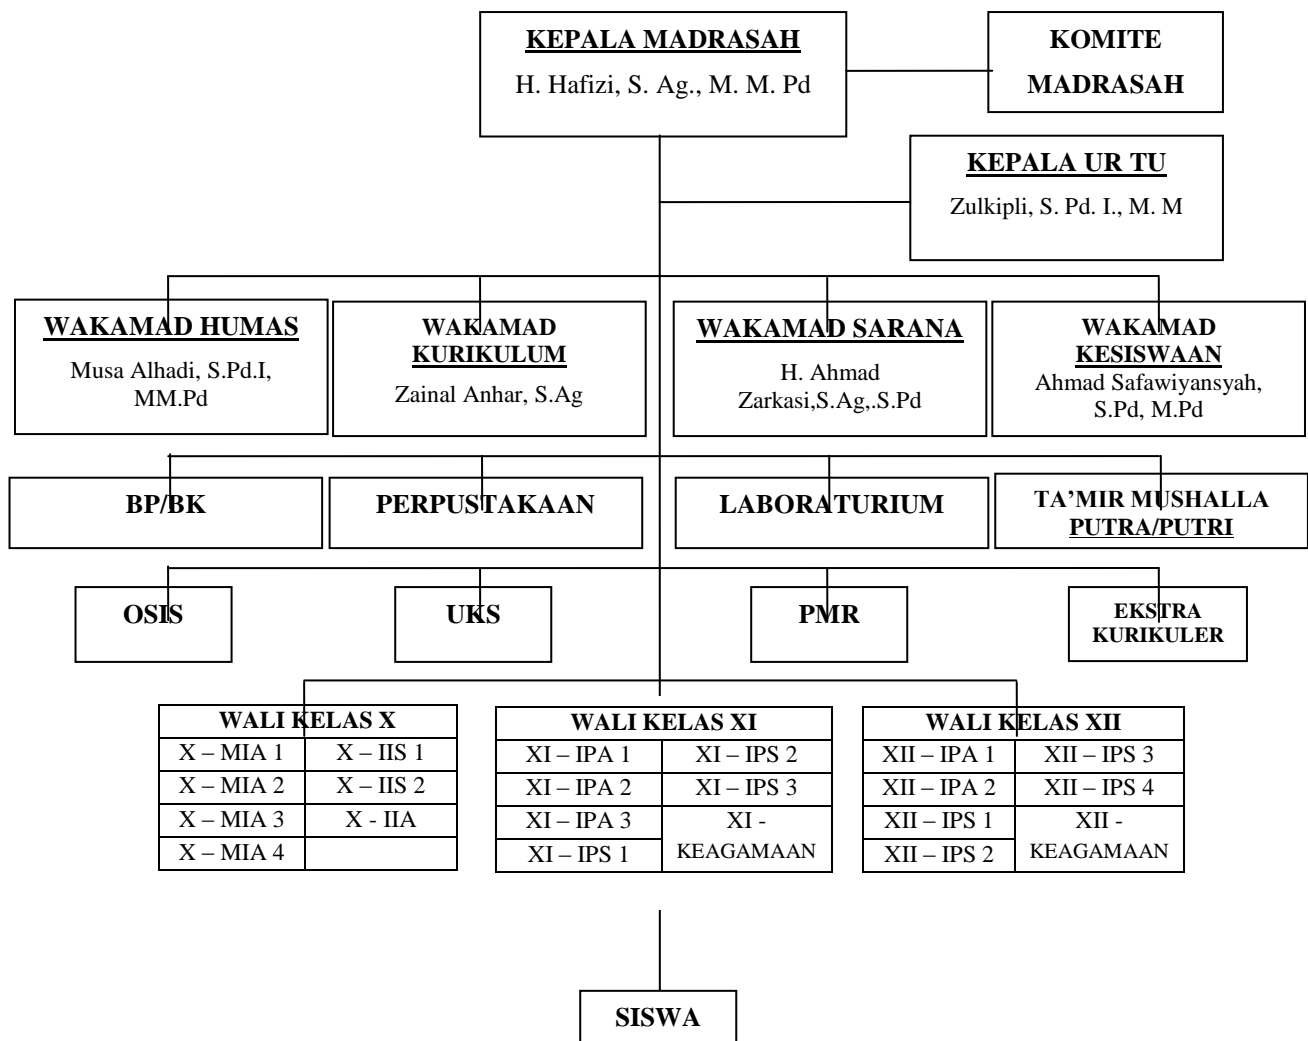 KEPALA MADRASAH
H. Hafizi, S. Ag., M. M. Pd
KOMITE
MADRASAH
KEPALA UR TU
Zulkipli, S. Pd. I., M. M
WAKAMAD HUMAS
Musa Alhadi, S.Pd.I,
MM.Pd
WAKAMAD
KURIKULUM
Zainal Anhar, S.Ag
WAKAMAD SARANA
H. Ahmad
Zarkasi,S.Ag,.S.Pd
WAKAMAD
KESISWAAN
Ahmad Safawiyansyah,
S.Pd, M.Pd
BP/BK
PERPUSTAKAAN
LABORATURIUM
TA’MIR MUSHALLA
PUTRA/PUTRI
OSIS
UKS
PMR
EKSTRA
KURIKULER
WALI KELAS X
X – MIA 1 X – IIS 1
X – MIA 2 X – IIS 2
X – MIA 3 X - IIA
X – MIA 4
WALI KELAS XI
XI – IPA 1 XI – IPS 2
XI – IPA 2 XI – IPS 3
XI – IPA 3 XI -
XI – IPS 1 KEAGAMAAN
WALI KELAS XII
XII – IPA 1 XII – IPS 3
XII – IPA 2 XII – IPS 4
XII – IPS 1 XII -
XII – IPS 2 KEAGAMAAN
SISWA